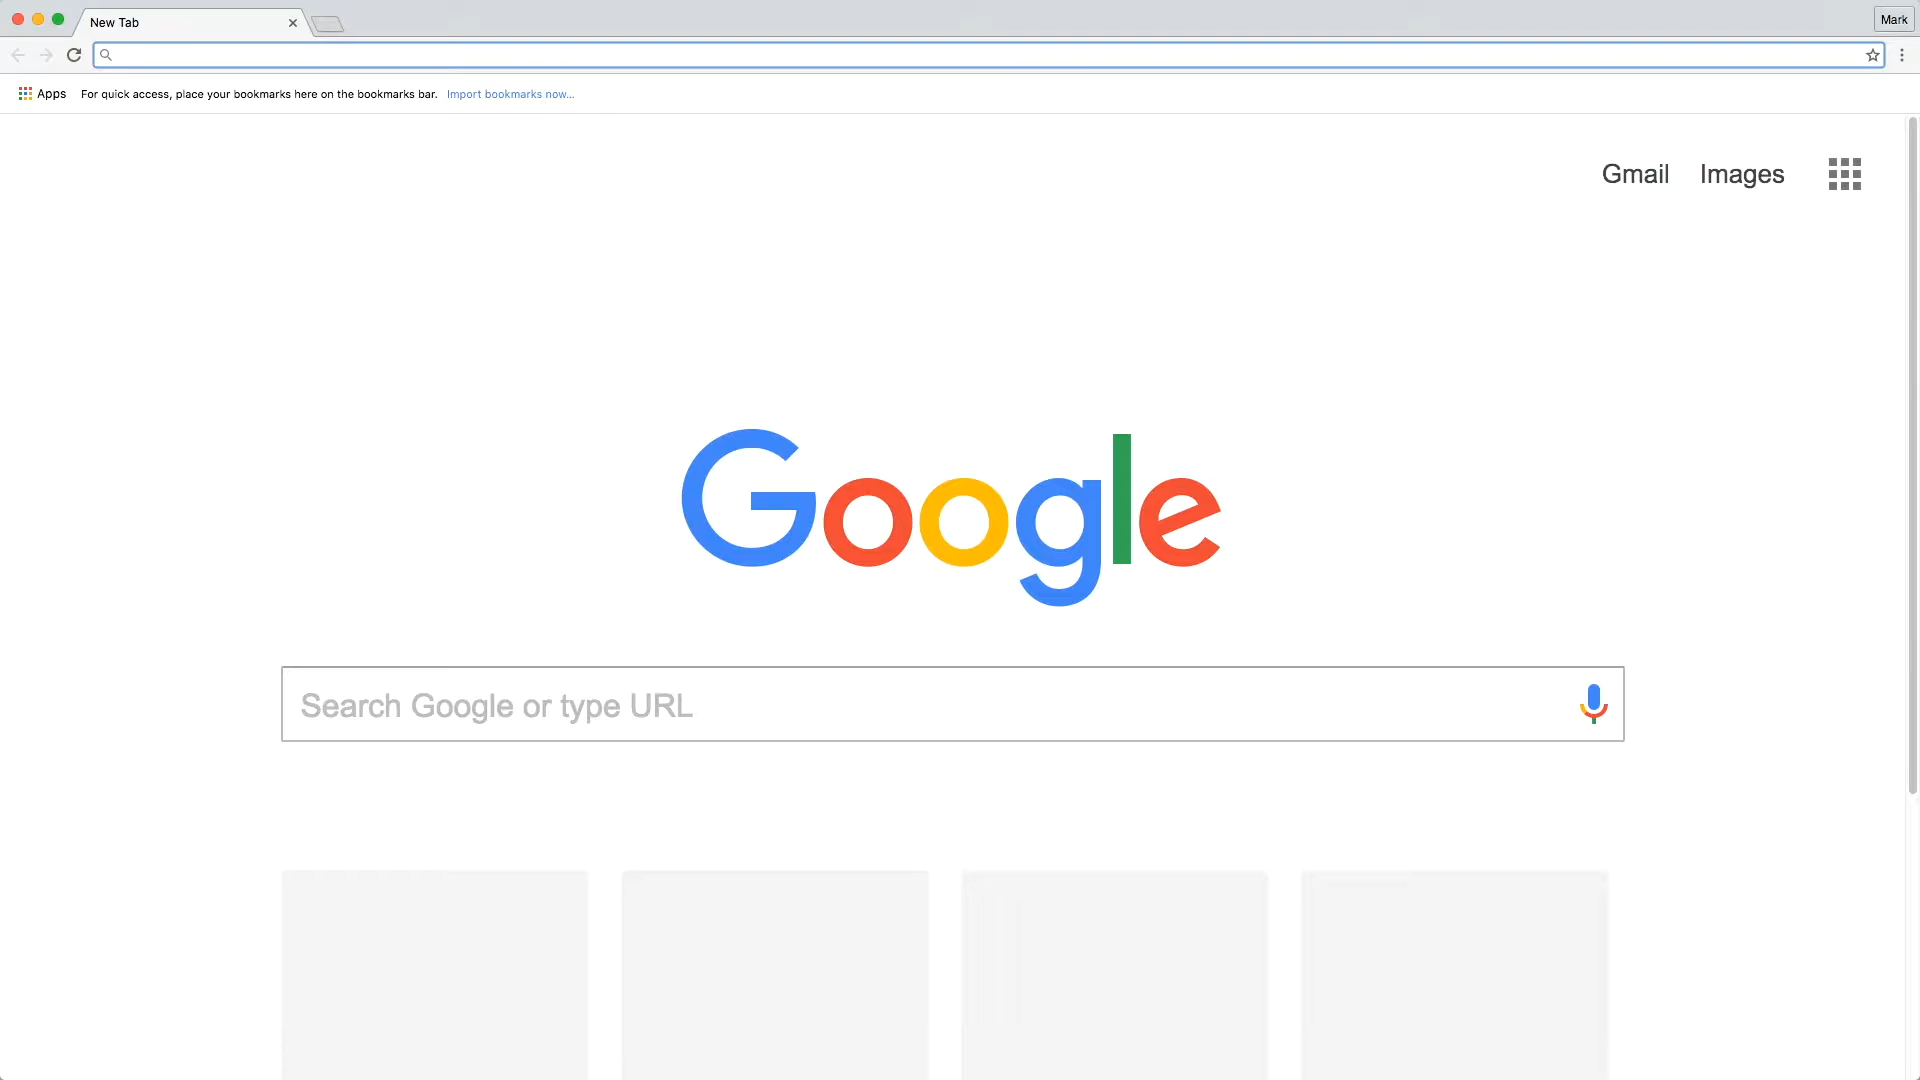 New Tab
Mark
Apps For quick access, place your bookmarks here on the bookmarks bar. Import bookmarks now...
Gmail Images
Google
Search Google or type URL